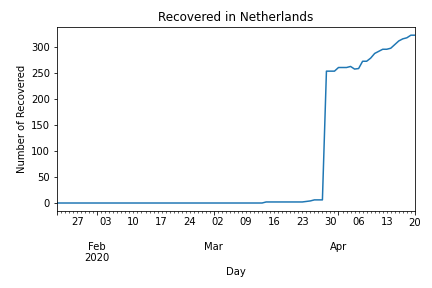 Recovered in Netherlands
Number of Recovered
300
250
200
150
100
50
0
27 03 10 17 24 02 09 16 23 30 06 13 20
Feb Mar Apr
2020
Day